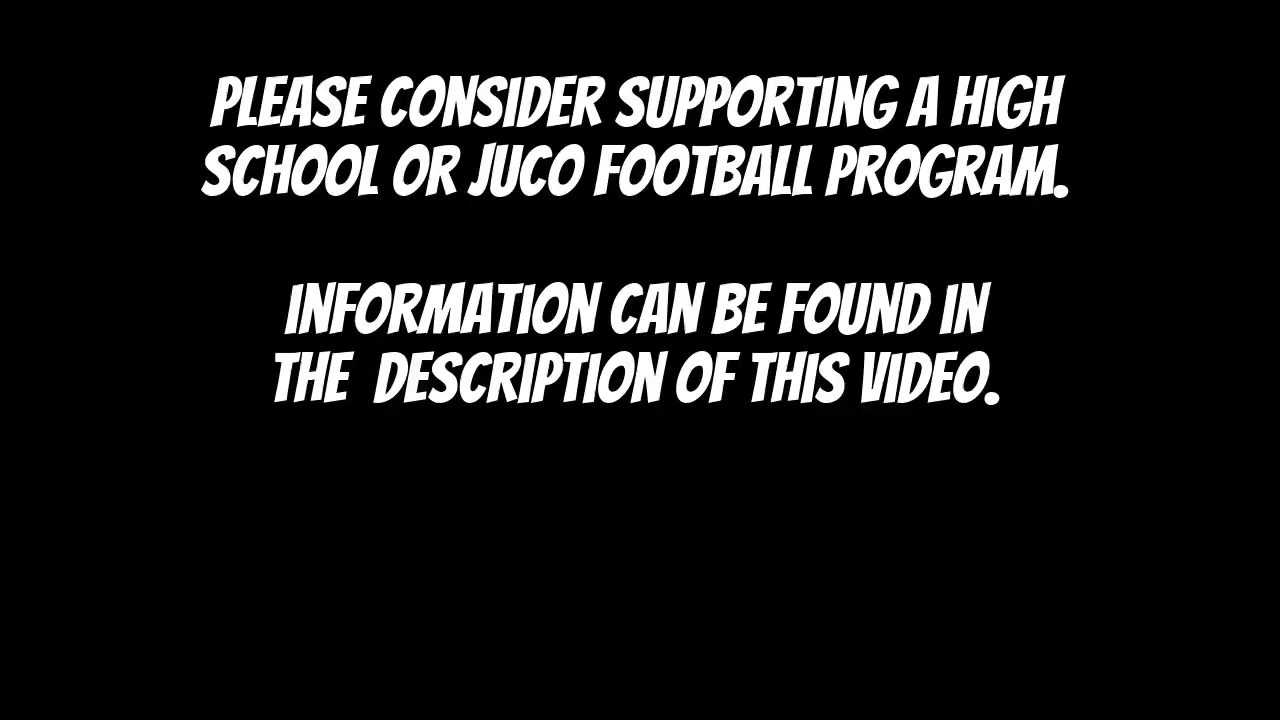 PLEASE CONSIDER SUPPORTING A HIGH
SCHOOL OR JUCO FOOTBALL PROGRAM.
INFORMATION CAN BE FOUND IN
THE  DESCRIPTION OF THIS VIDEO.